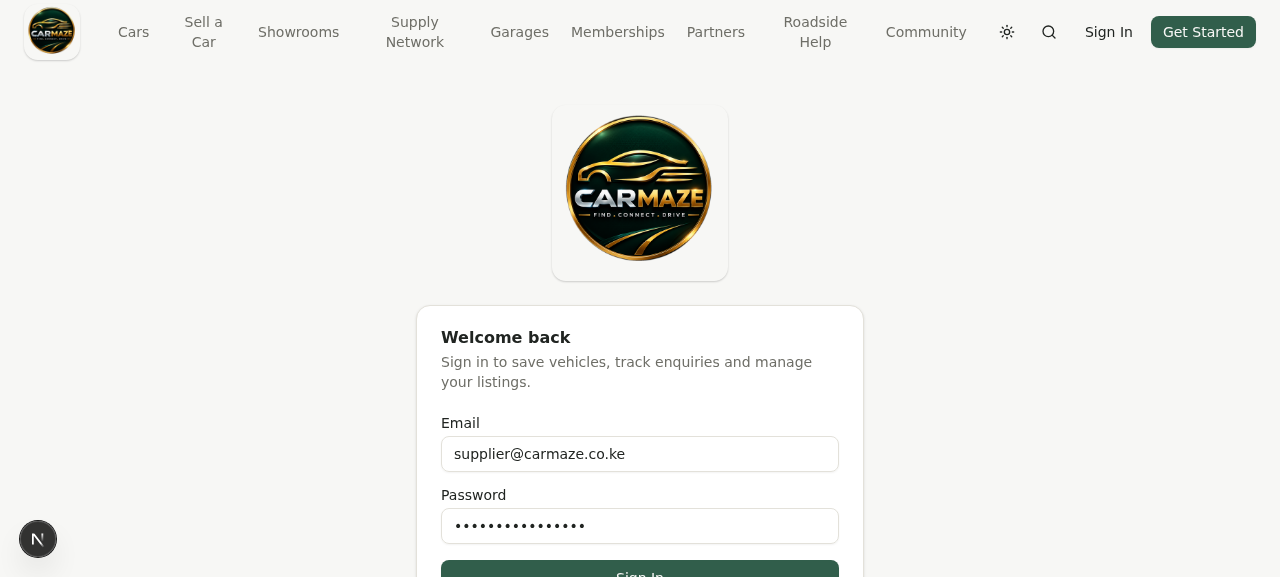 CARMAZE
Cars
Sell a
Car
Showrooms
Supply
Network
Garages
Memberships
Partners
Roadside
Help
Community
Sign In
Get Started
CARMAZE
FIND . CONNECT . DRIVE
Welcome back
Sign in to save vehicles, track enquiries and manage
your listings.
Email
supplier@carmaze.co.ke
Password
••••••••••••••••
Sign In
N